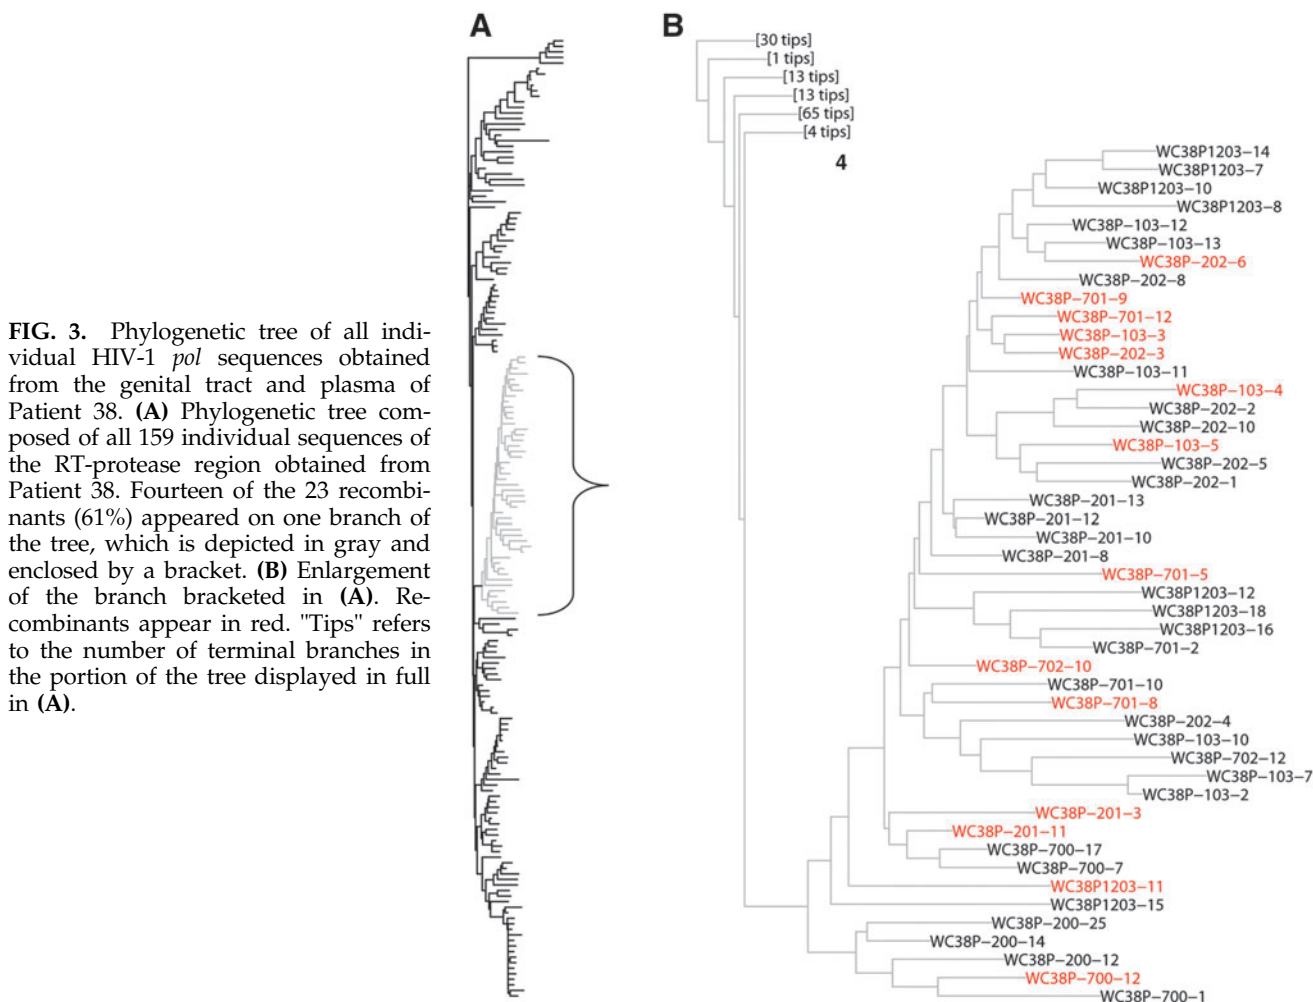 FIG. 3. Phylogenetic tree of all indi-
vidual HIV-1 pol sequences obtained
from the genital tract and plasma of
Patient 38. (A) Phylogenetic tree com-
posed of all 159 individual sequences of
the RT-protease region obtained from
Patient 38. Fourteen of the 23 recombi-
nants (61%) appeared on one branch of
the tree, which is depicted in gray and
enclosed by a bracket. (B) Enlargement
of the branch bracketed in (A). Re-
combinants appear in red. "Tips" refers
to the number of terminal branches in
the portion of the tree displayed in full
in (A).
A
B
[30 tips]
[1 tips]
[13 tips]
[13 tips]
[65 tips]
[4 tips]
4
WC38P1203−14
WC38P1203−7
WC38P1203−10
WC38P1203−8
WC38P−103−12
WC38P−103−13
WC38P−202−6
WC38P−202−8
WC38P−701−9
WC38P−701−12
WC38P−103−3
WC38P−202−3
WC38P−103−11
WC38P−103−4
WC38P−202−2
WC38P−202−10
WC38P−103−5
WC38P−202−5
WC38P−202−1
WC38P−201−13
WC38P−201−12
WC38P−201−10
WC38P−201−8
WC38P−701−5
WC38P1203−12
WC38P1203−18
WC38P1203−16
WC38P−701−2
WC38P−702−10
WC38P−701−10
WC38P−701−8
WC38P−202−4
WC38P−103−10
WC38P−702−12
WC38P−103−7
WC38P−103−2
WC38P−201−3
WC38P−201−11
WC38P−700−17
WC38P−700−7
WC38P1203−11
WC38P1203−15
WC38P−200−25
WC38P−200−14
WC38P−200−12
WC38P−700−12
WC38P−700−1